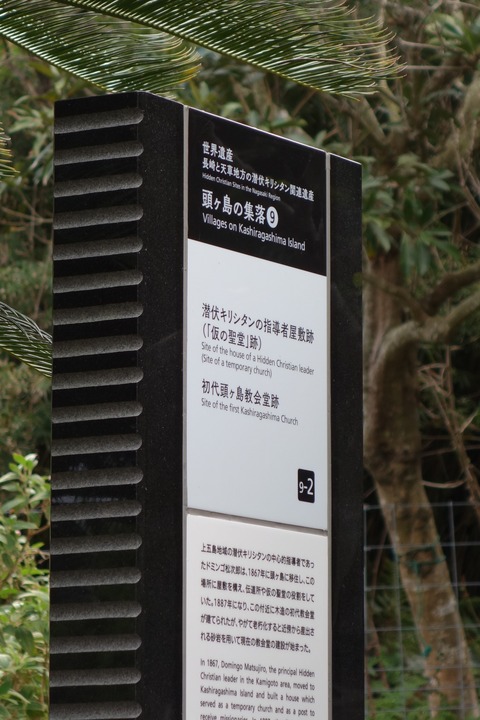 世界遺産
長崎と天草地方の潜伏キリシタン関連遺産
Hidden Christian Sites in the Nagasaki Region
頭ヶ島の集落9
Villages on Kashiragashima Island
潜伏キリシタンの指導者屋敷跡
(「仮の聖堂」跡)
Site of the house of a Hidden Christian leader
(Site of a temporary church)
初代頭ヶ島教会堂跡
Site of the first Kashiragashima Church
9-2
上五島地域の潜伏キリシタンの中心的指導者であっ
たドミンゴ松次郎は、1867年に頭ヶ島に移住し、この
場所に屋敷を構え、伝道所や仮の聖堂の役割をして
いた。1887年になり、この付近に木造の初代教会堂
が建てられたが、やがて老朽化すると近傍から産出さ
れる砂岩を用いて現在の教会堂の建設が始まった。
In 1867, Domingo Matsujiro, the principal Hidden
Christian leader in the Kamigoto area, moved to
Kashiragashima Island and built a house which
served as a temporary church and as a post to
receive missionaries. In